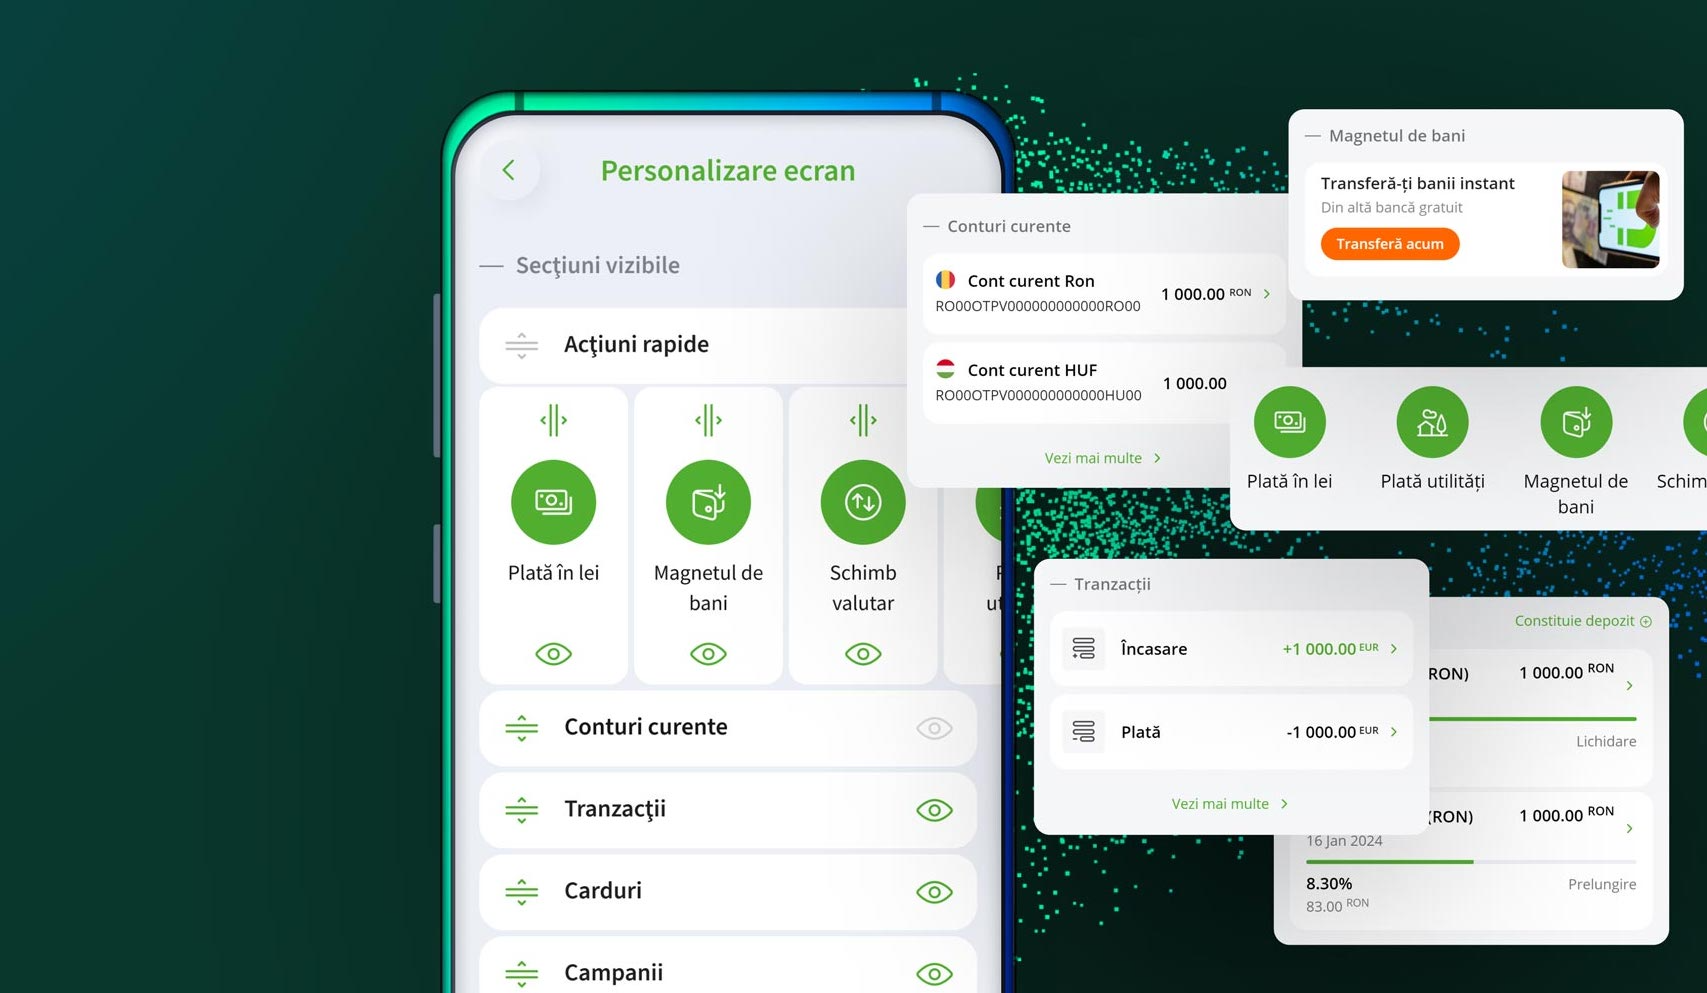 Personalizare ecran
Secţiuni vizibile
Acţiuni rapide
Plată în lei
Magnetul de
bani
Schimb
valutar
Conturi curente
Tranzacţii
Carduri
Campanii
Conturi curente
Cont curent Ron
RO00OTPV000000000000RO00
1 000.00 RON
Cont curent HUF
RO00OTPV000000000000HU00
1 000.00
Vezi mai multe
Magnetul de bani
Transferă-ți banii instant
Din altă bancă gratuit
Transferă acum
Plată în lei
Plată utilități
Magnetul de
bani
Schim
Tranzacții
Încasare
+1 000.00 EUR
Plată
-1 000.00 EUR
Vezi mai multe
Constituie depozit
RON)
1 000.00 RON
Lichidare
(RON)
1 000.00 RON
16 Jan 2024
8.30%
Prelungire
83.00 RON